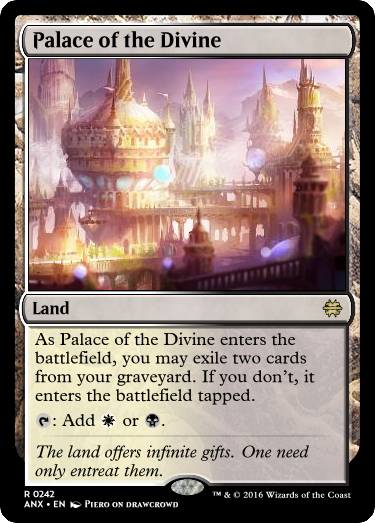 Palace of the Divine
Land
As Palace of the Divine enters the
battlefield, you may exile two cards
from your graveyard. If you don't, it
enters the battlefield tapped.
: Add or .
The land offers infinite gifts. One need
only entreat them.
R 0242
ANX • EN PIERO ON DRAWCROWD
™ & © 2016 Wizards of the Coast